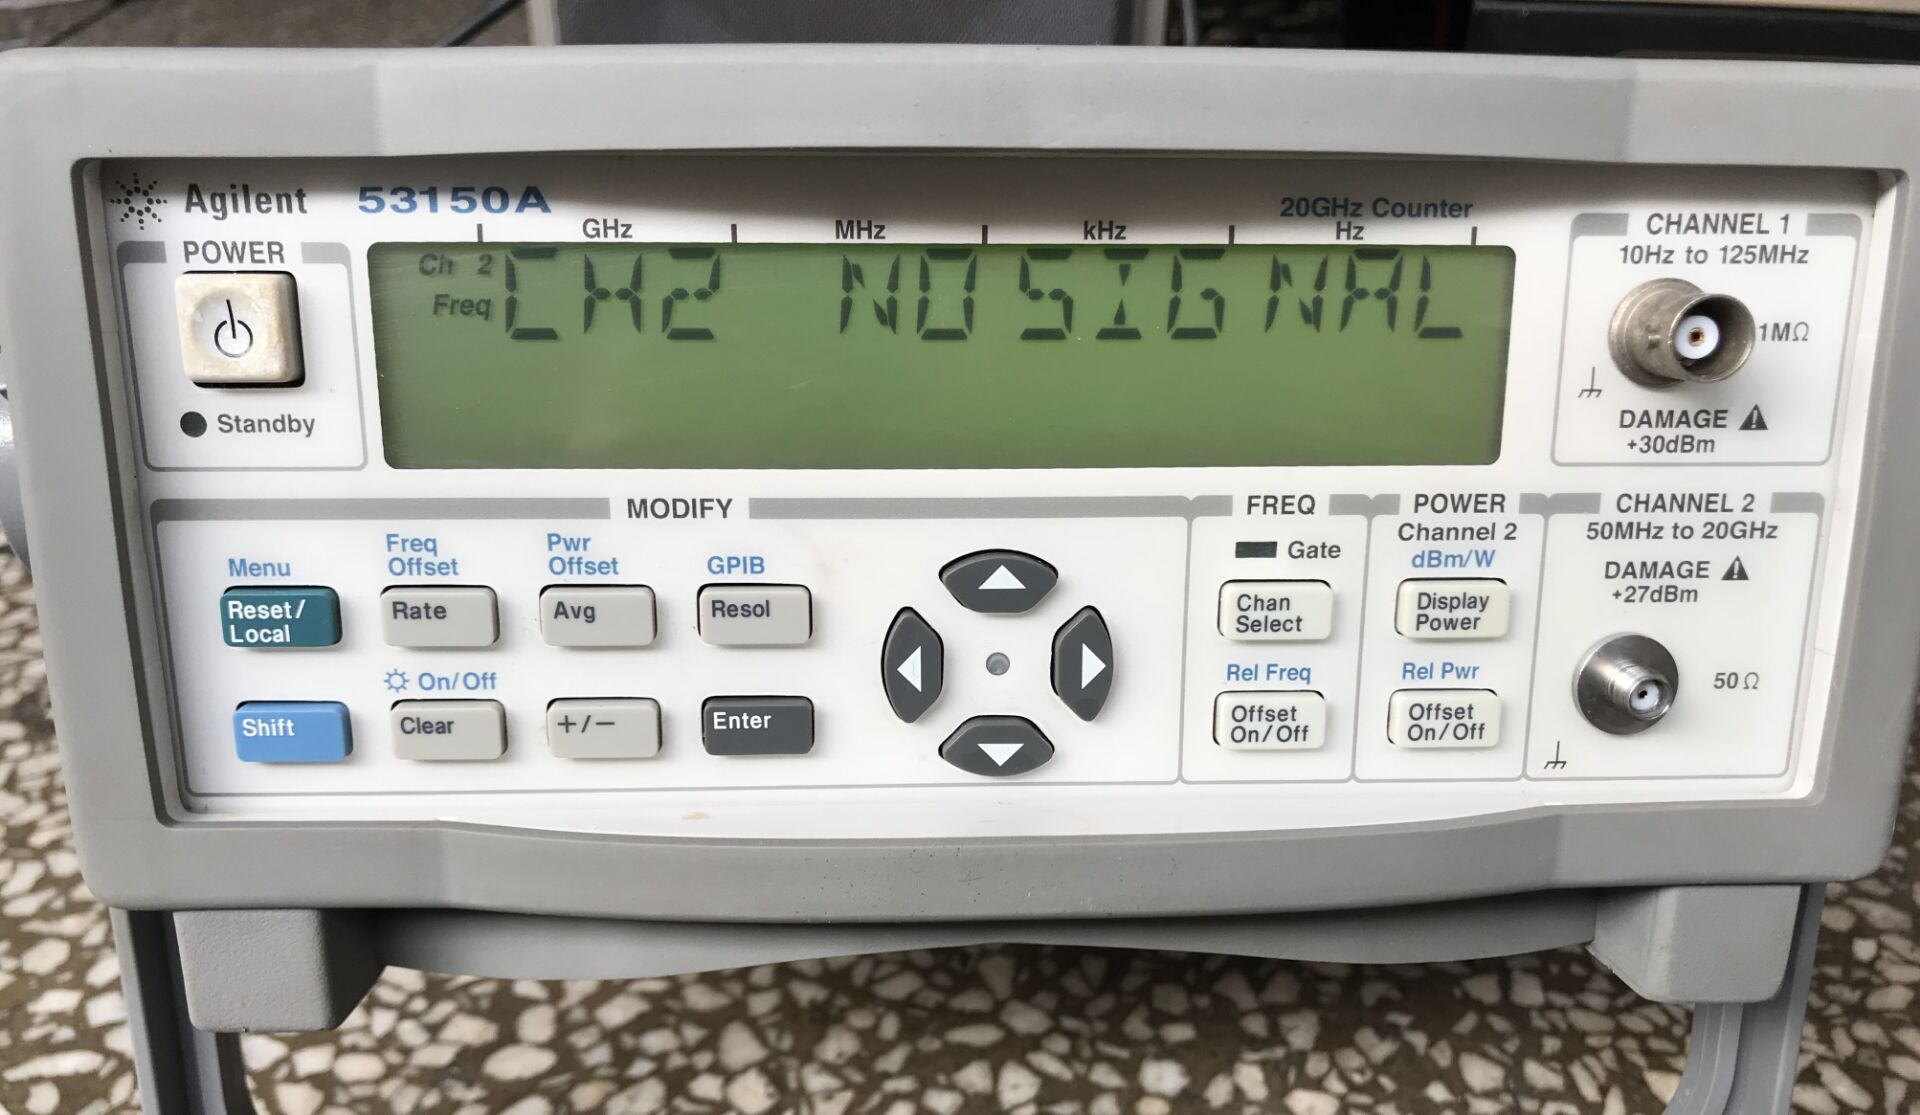 Agilent 53150A
20GHz Counter
GHz MHz kHz Hz
POWER
Standby
Ch 2
Freq
CH2 NO SIGNAL
CHANNEL 1
10Hz to 125MHz
1MΩ
DAMAGE
+30dBm
MODIFY
Menu
Reset/
Local
Freq
Offset
Rate
Pwr
Offset
Avg
GPIB
Resol
Shift
On/Off
Clear
+/−
Enter
FREQ
Gate
Chan
Select
Rel Freq
Offset
On/Off
POWER
Channel 2
dBm/W
Display
Power
Rel Pwr
Offset
On/Off
CHANNEL 2
50MHz to 20GHz
DAMAGE
+27dBm
50Ω